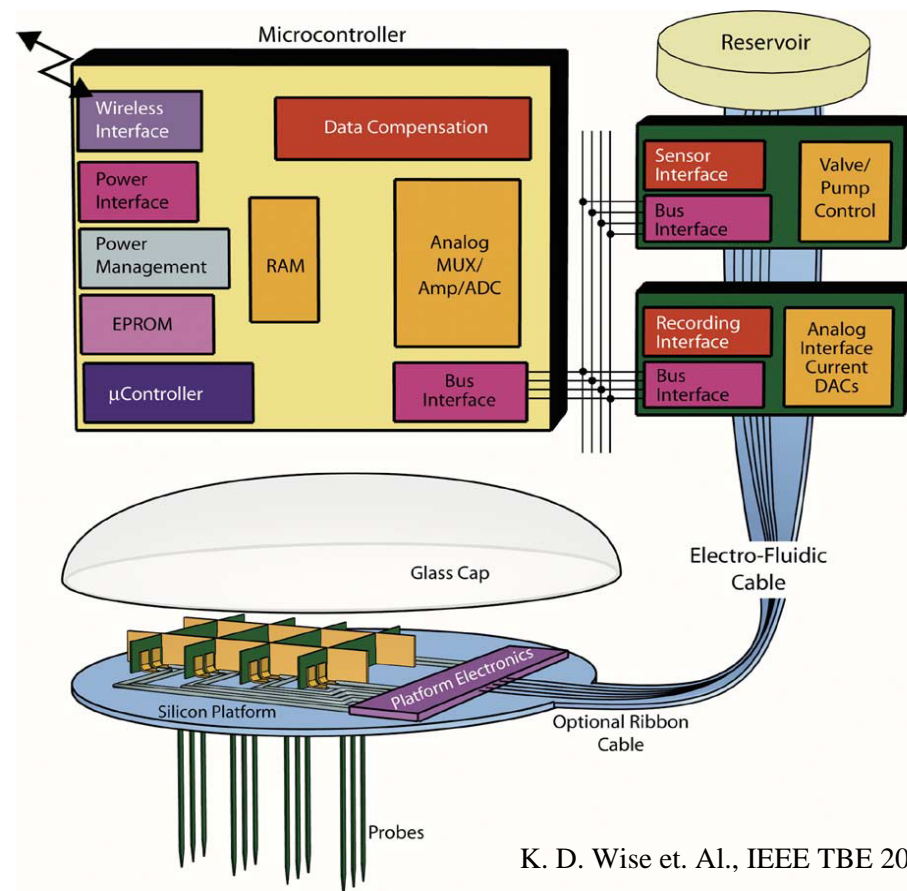 Microcontroller
Reservoir
Wireless
Interface
Data Compensation
Sensor
Interface
Valve/
Pump
Control
Power
Interface
Bus
Interface
Power
Management
RAM
Analog
MUX/
Amp/ADC
EPROM
Recording
Interface
Analog
Interface
Current
DACs
μController
Bus
Interface
Bus
Interface
Glass Cap
Electro-Fluidic
Cable
Platform Electronics
Silicon Platform
Optional Ribbon
Cable
Probes
K. D. Wise et. Al., IEEE TBE 20